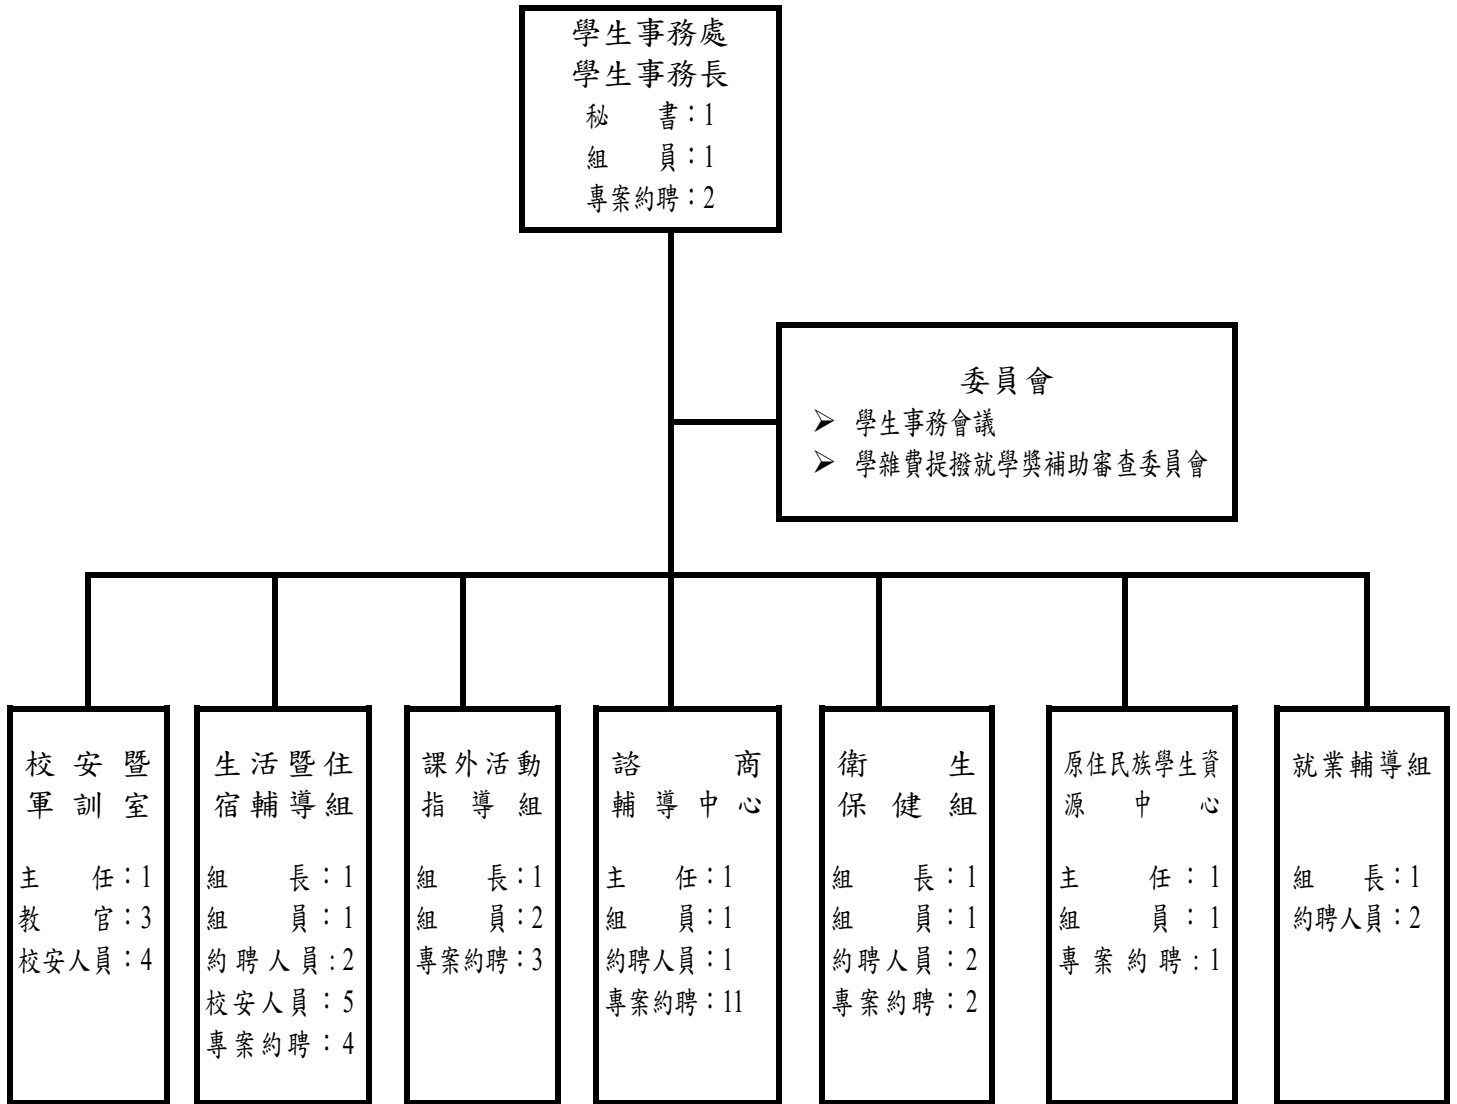 學生事務處
學生事務長
秘　　書：1
組　　員：1
專案約聘：2
委員會
➢ 學生事務會議
➢ 學雜費提撥就學獎補助審查委員會
校安暨
軍訓室
主　　任：1
教　　官：3
校安人員：4
生活暨住
宿輔導組
組　　長：1
組　　員：1
約聘人員：2
校安人員：5
專案約聘：4
課外活動
指導組
組　　長：1
組　　員：2
專案約聘：3
諮商
輔導中心
主　　任：1
組　　員：1
約聘人員：1
專案約聘：11
衛生
保健組
組　　長：1
組　　員：1
約聘人員：2
專案約聘：2
原住民族學生資
源中心
主　　任：1
組　　員：1
專案約聘：1
就業輔導組
組　　長：1
約聘人員：2